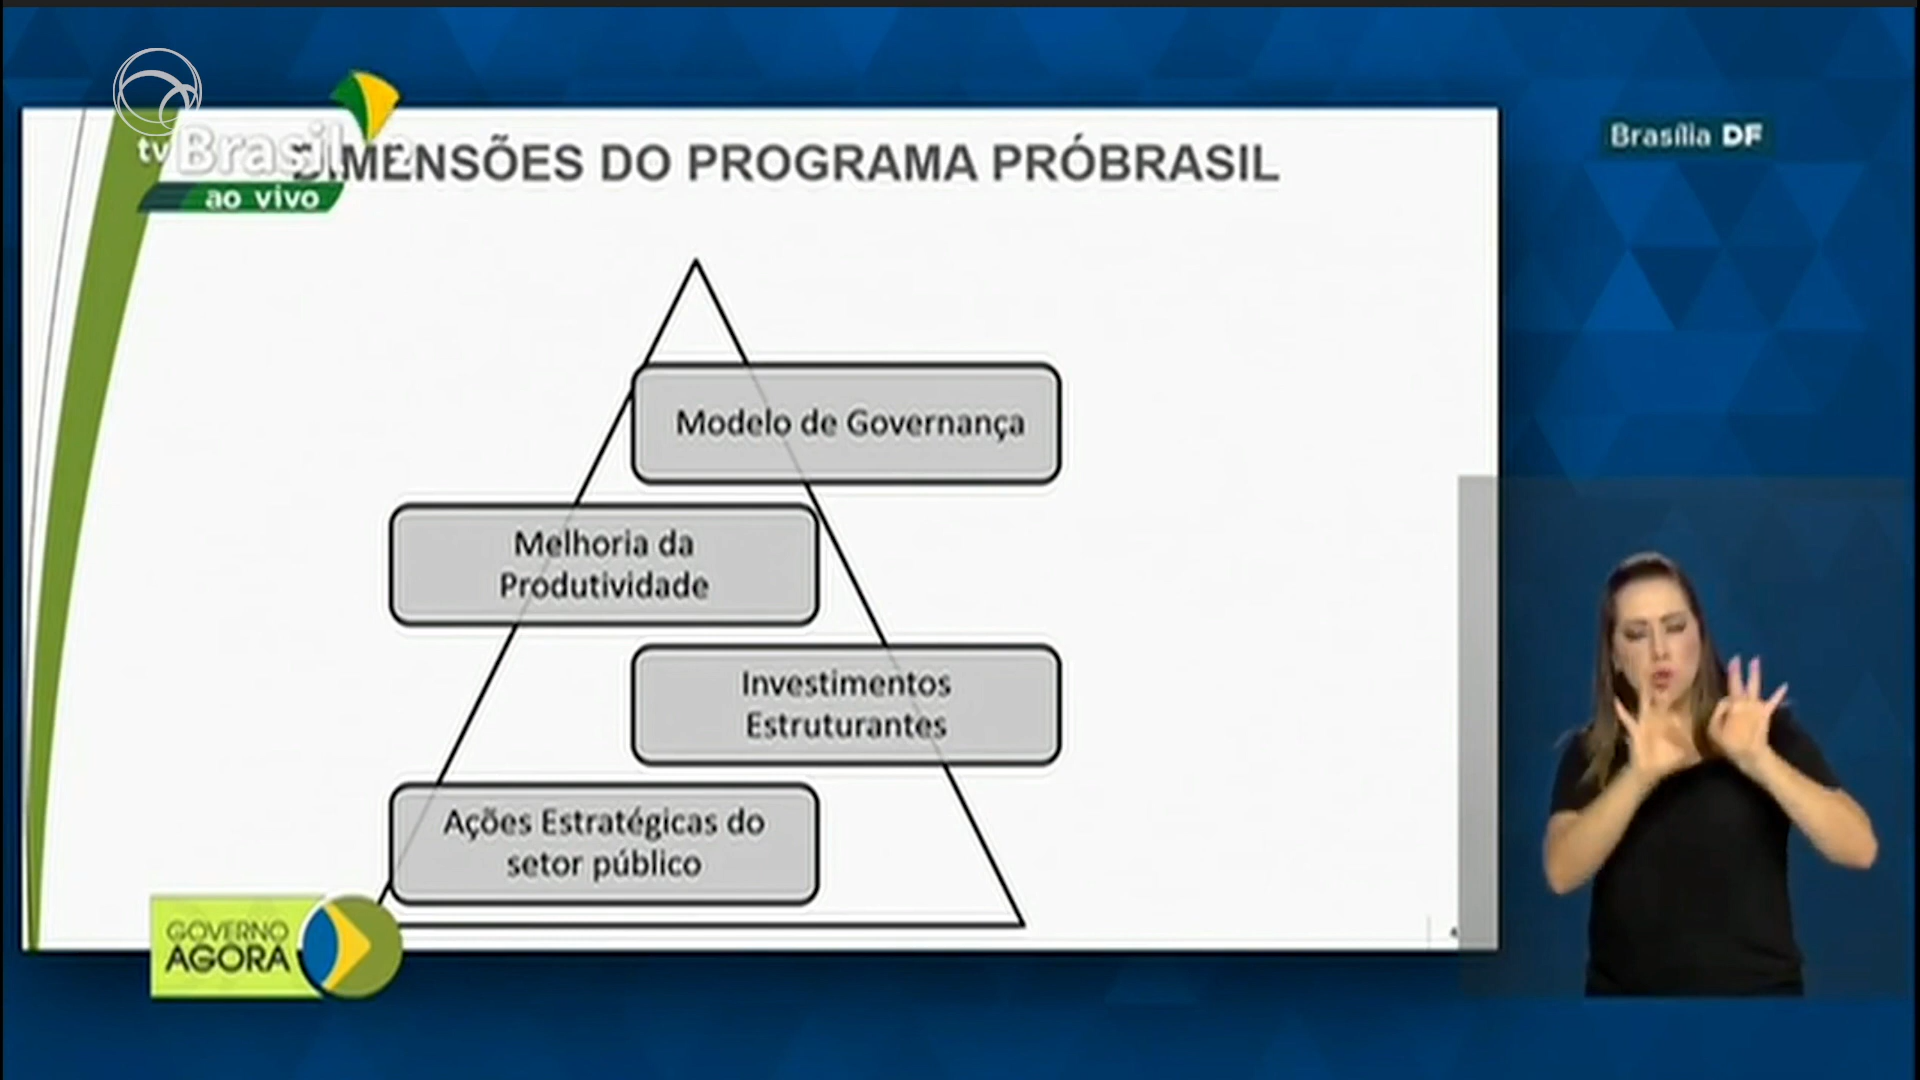 tv Brasil 2
ao vivo
DIMENSÕES DO PROGRAMA PRÓBRASIL
Brasília DF
Modelo de Governança
Melhoria da
Produtividade
Investimentos
Estruturantes
Ações Estratégicas do
setor público
GOVERNO
AGORA